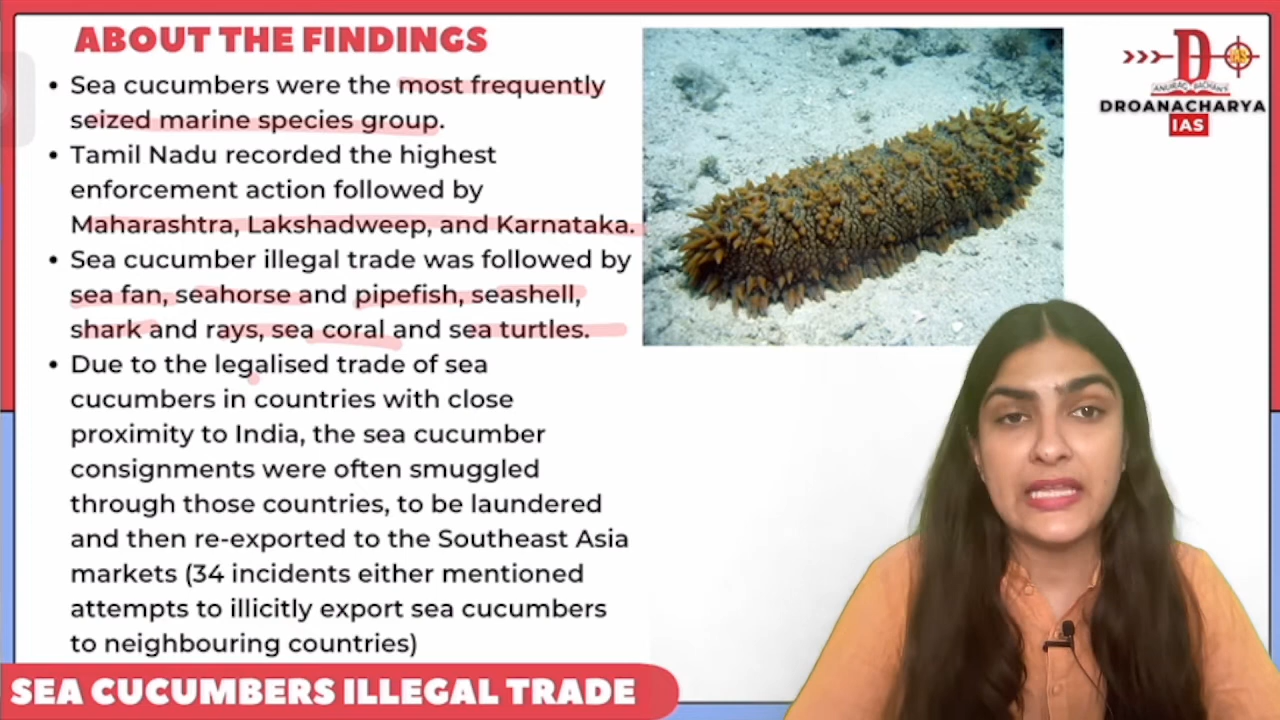 ABOUT THE FINDINGS
• Sea cucumbers were the most frequently
seized marine species group.
• Tamil Nadu recorded the highest
enforcement action followed by
Maharashtra, Lakshadweep, and Karnataka.
• Sea cucumber illegal trade was followed by
sea fan, seahorse and pipefish, seashell,
shark and rays, sea coral and sea turtles.
• Due to the legalised trade of sea
cucumbers in countries with close
proximity to India, the sea cucumber
consignments were often smuggled
through those countries, to be laundered
and then re-exported to the Southeast Asia
markets (34 incidents either mentioned
attempts to illicitly export sea cucumbers
to neighbouring countries)
SEA CUCUMBERS ILLEGAL TRADE
D
IAS
ANURAG BACHAN'S
DROANACHARYA
IAS